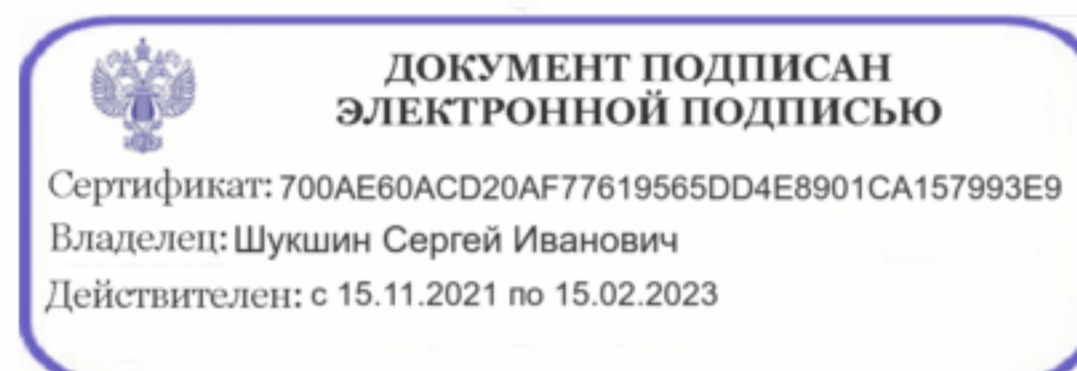 ДОКУМЕНТ ПОДПИСАН
ЭЛЕКТРОННОЙ ПОДПИСЬЮ
Сертификат: 700AE60ACD20AF77619565DD4E8901CA157993E9
Владелец: Шукшин Сергей Иванович
Действителен: с 15.11.2021 по 15.02.2023